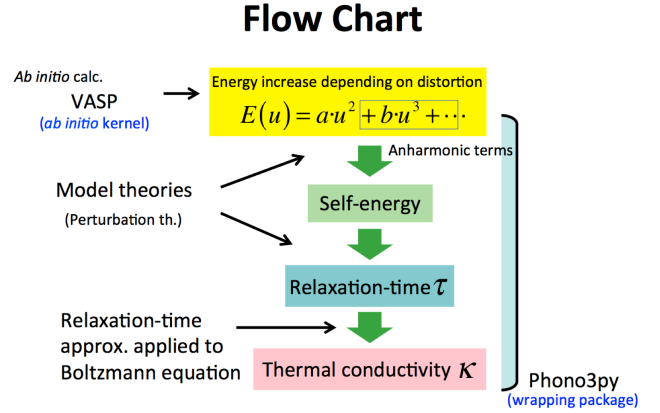 Flow Chart
Ab initio calc.
VASP
(ab initio kernel)
Energy increase depending on distortion
E(u) = a·u² + b·u³ + ⋯
Anharmonic terms
Model theories
(Perturbation th.)
Self-energy
Relaxation-time τ
Relaxation-time
approx. applied to
Boltzmann equation
Thermal conductivity κ
Phono3py
(wrapping package)